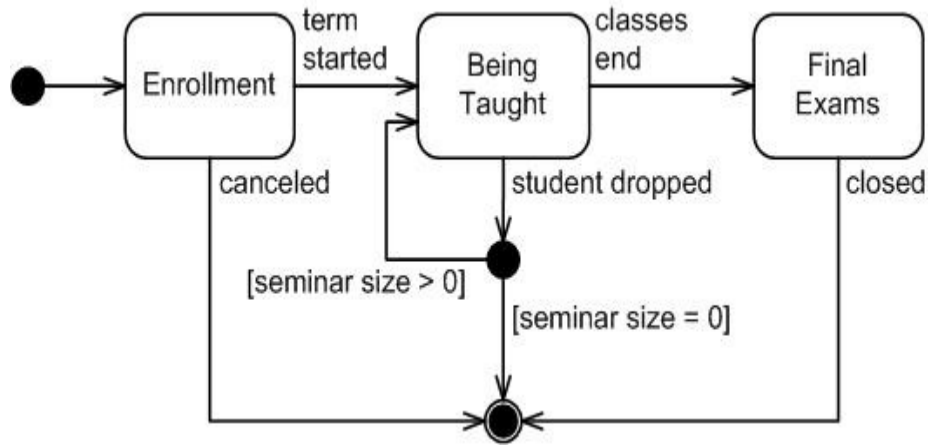 Enrollment
term
started
Being
Taught
classes
end
Final
Exams
canceled
student dropped
closed
[seminar size > 0]
[seminar size = 0]